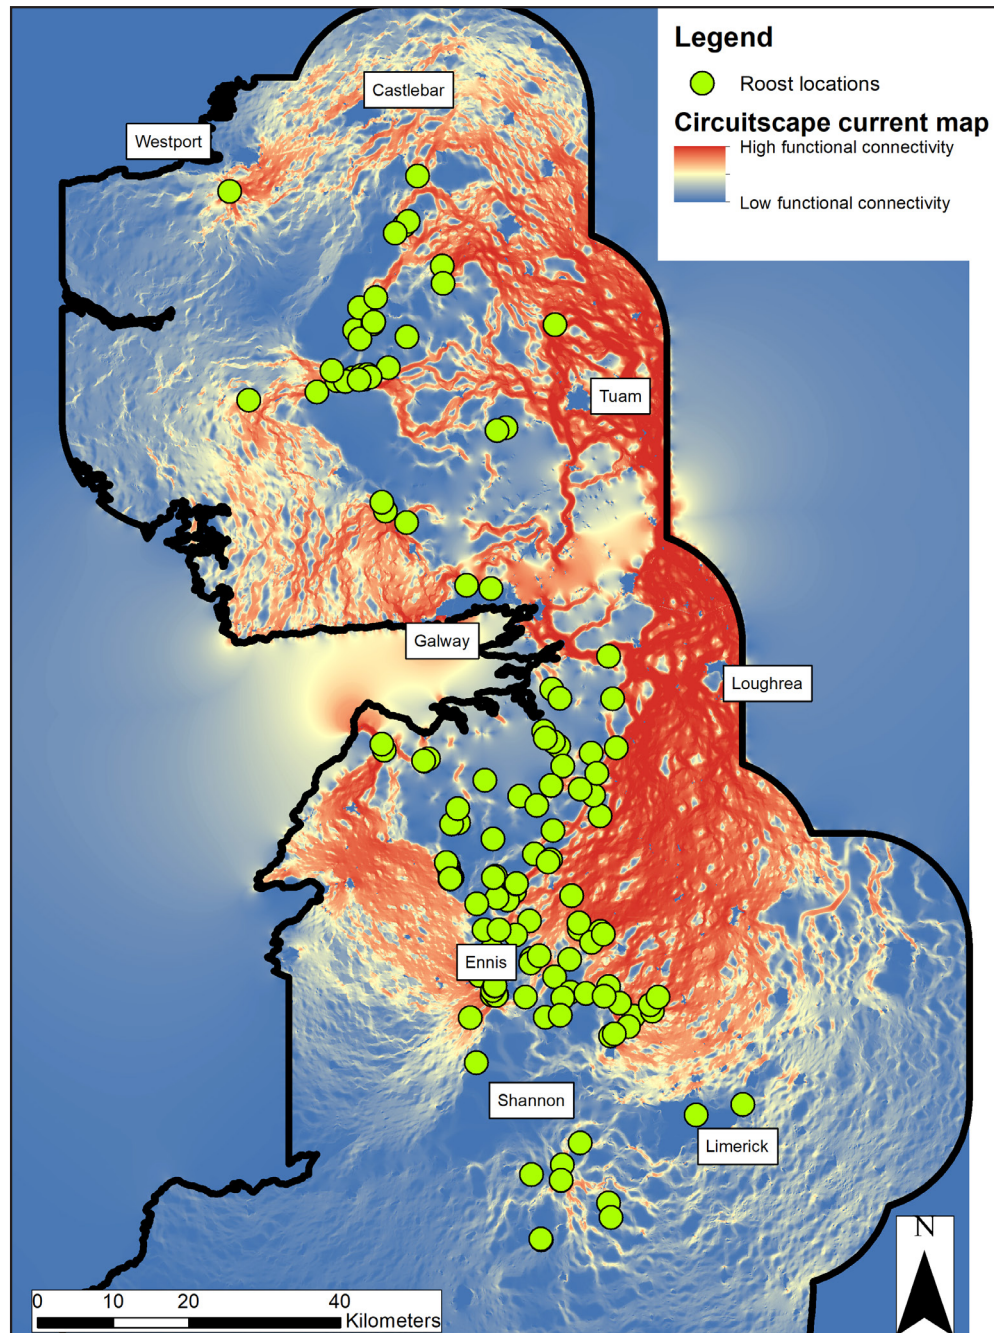 Legend
Roost locations
Circuitscape current map
High functional connectivity
Low functional connectivity
Castlebar
Westport
Tuam
Galway
Loughrea
Ennis
Shannon
Limerick
N
0 10 20 40
Kilometers